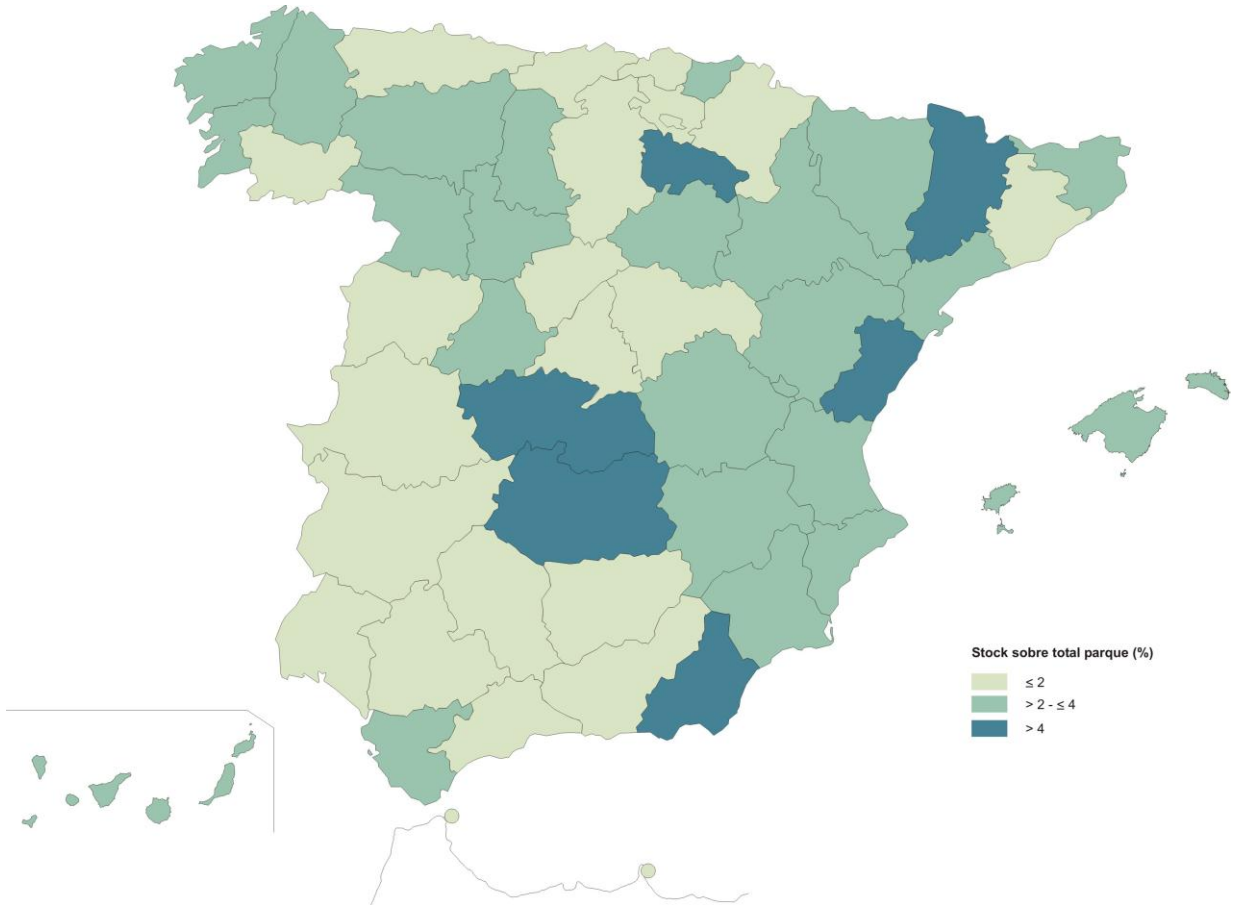 Stock sobre total parque (%)
≤ 2
> 2 - ≤ 4
> 4